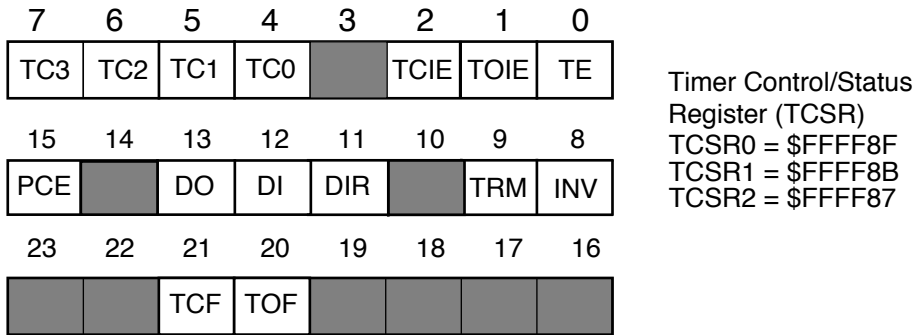 7 6 5 4 3 2 1 0
TC3 TC2 TC1 TC0 TCIE TOIE TE
15 14 13 12 11 10 9 8
PCE DO DI DIR TRM INV
23 22 21 20 19 18 17 16
TCF TOF
Timer Control/Status
Register (TCSR)
TCSR0 = $FFFF8F
TCSR1 = $FFFF8B
TCSR2 = $FFFF87